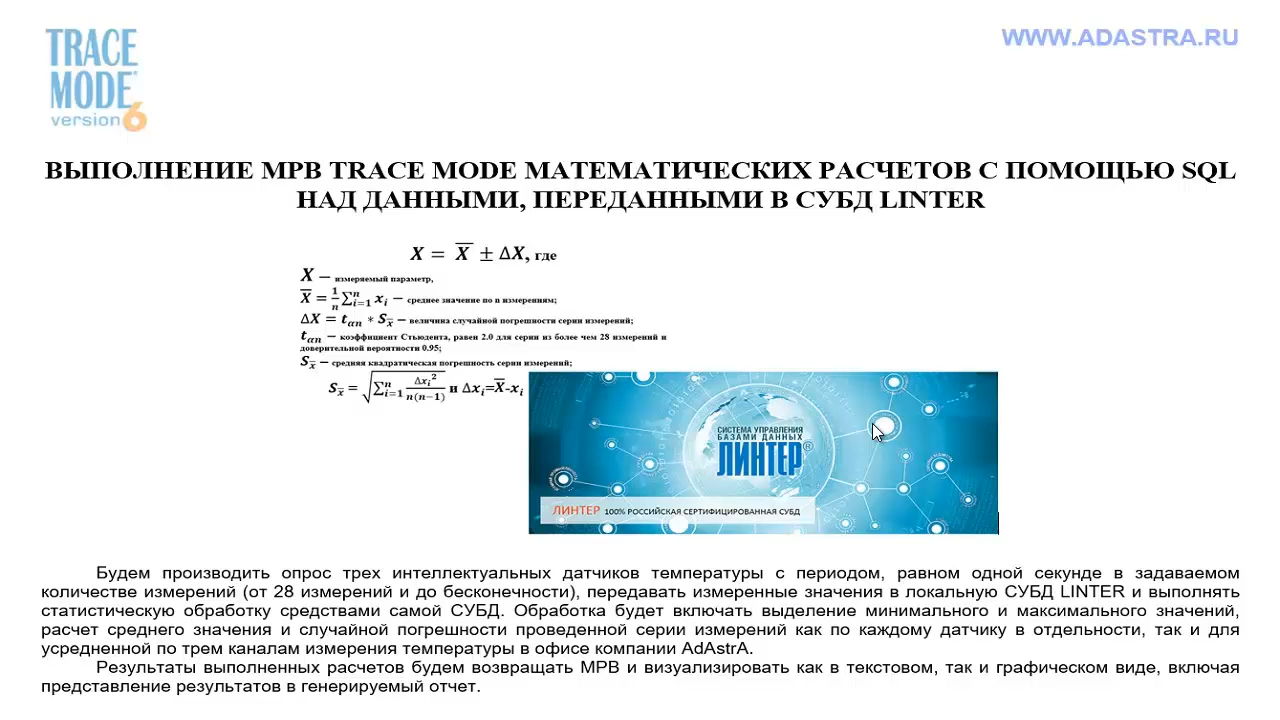 TRACE
MODE®
version 6
WWW.ADASTRA.RU
ВЫПОЛНЕНИЕ МРВ TRACE MODE МАТЕМАТИЧЕСКИХ РАСЧЕТОВ С ПОМОЩЬЮ SQL
НАД ДАННЫМИ, ПЕРЕДАННЫМИ В СУБД LINTER
X = X̅ ± ΔX, где
X – измеряемый параметр,
X̅ = 1/n ∑ⁿᵢ₌₁ xᵢ – среднее значение по n измерениям;
ΔX = tαn * Sx̅ – величина случайной погрешности серии измерений;
tαn – коэффициент Стьюдента, равен 2.0 для серии из более чем 28 измерений и
доверительной вероятности 0.95;
Sx̅ – средняя квадратическая погрешность серии измерений;
Sx̅ = √∑ⁿᵢ₌₁ Δxᵢ²/n(n−1) и Δxᵢ=X̅-xᵢ
СИСТЕМА УПРАВЛЕНИЯ
БАЗАМИ ДАННЫХ
ЛИНТЕР®
ЛИНТЕР 100% РОССИЙСКАЯ СЕРТИФИЦИРОВАННАЯ СУБД
Будем производить опрос трех интеллектуальных датчиков температуры с периодом, равном одной секунде в задаваемом
количестве измерений (от 28 измерений и до бесконечности), передавать измеренные значения в локальную СУБД LINTER и выполнять
статистическую обработку средствами самой СУБД. Обработка будет включать выделение минимального и максимального значений,
расчет среднего значения и случайной погрешности проведенной серии измерений как по каждому датчику в отдельности, так и для
усредненной по трем каналам измерения температуры в офисе компании AdAstrA.
Результаты выполненных расчетов будем возвращать МРВ и визуализировать как в текстовом, так и графическом виде, включая
представление результатов в генерируемый отчет.